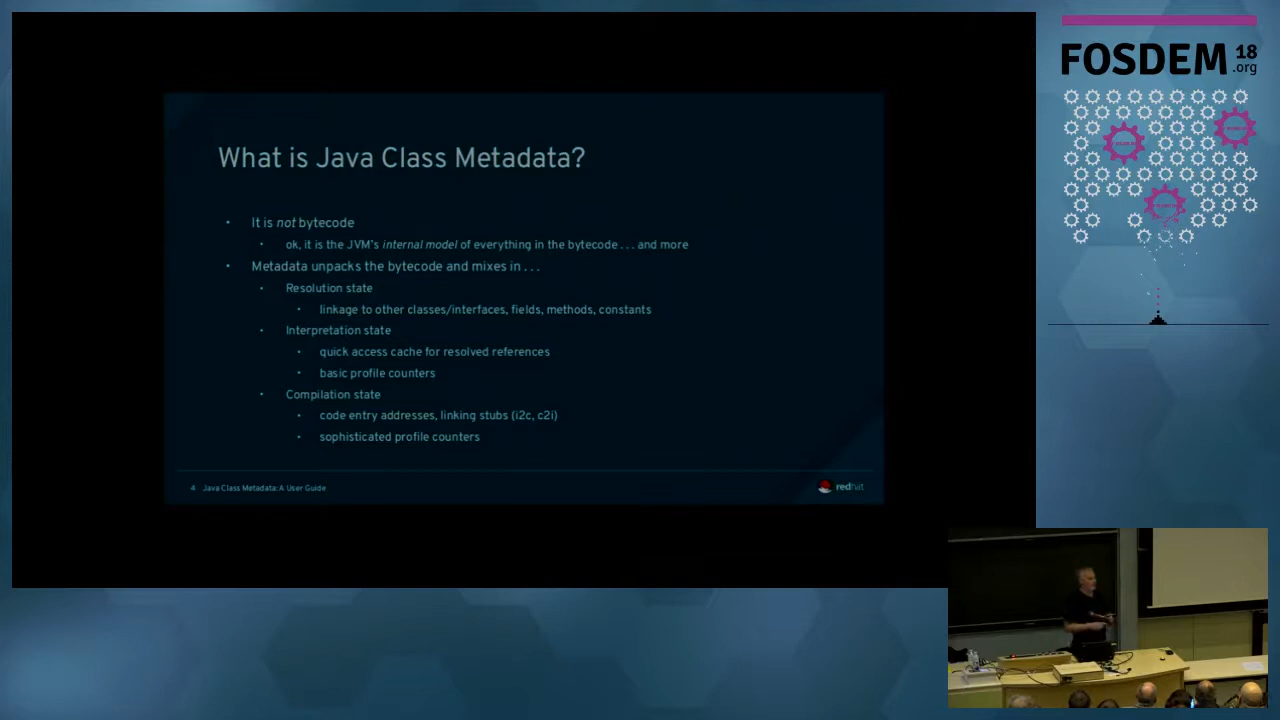 What is Java Class Metadata?
It is not bytecode
ok, it is the JVM's internal model of everything in the bytecode . . . and more
Metadata unpacks the bytecode and mixes in . . .
Resolution state
linkage to other classes/interfaces, fields, methods, constants
Interpretation state
quick access cache for resolved references
basic profile counters
Compilation state
code entry addresses, linking stubs (i2c, c2i)
sophisticated profile counters
4 Java Class Metadata: A User Guide
redhat
FOSDEM 18
.org